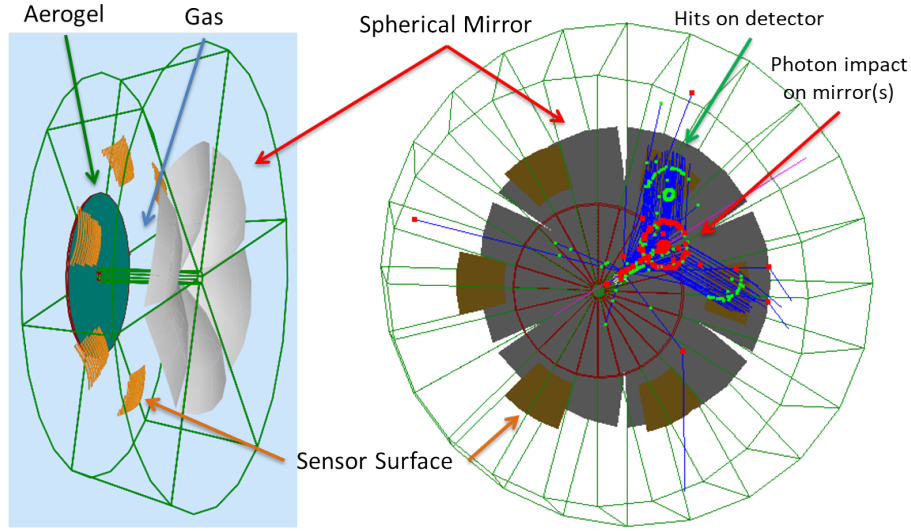 Aerogel
Gas
Spherical Mirror
Hits on detector
Photon impact
on mirror(s)
Sensor Surface